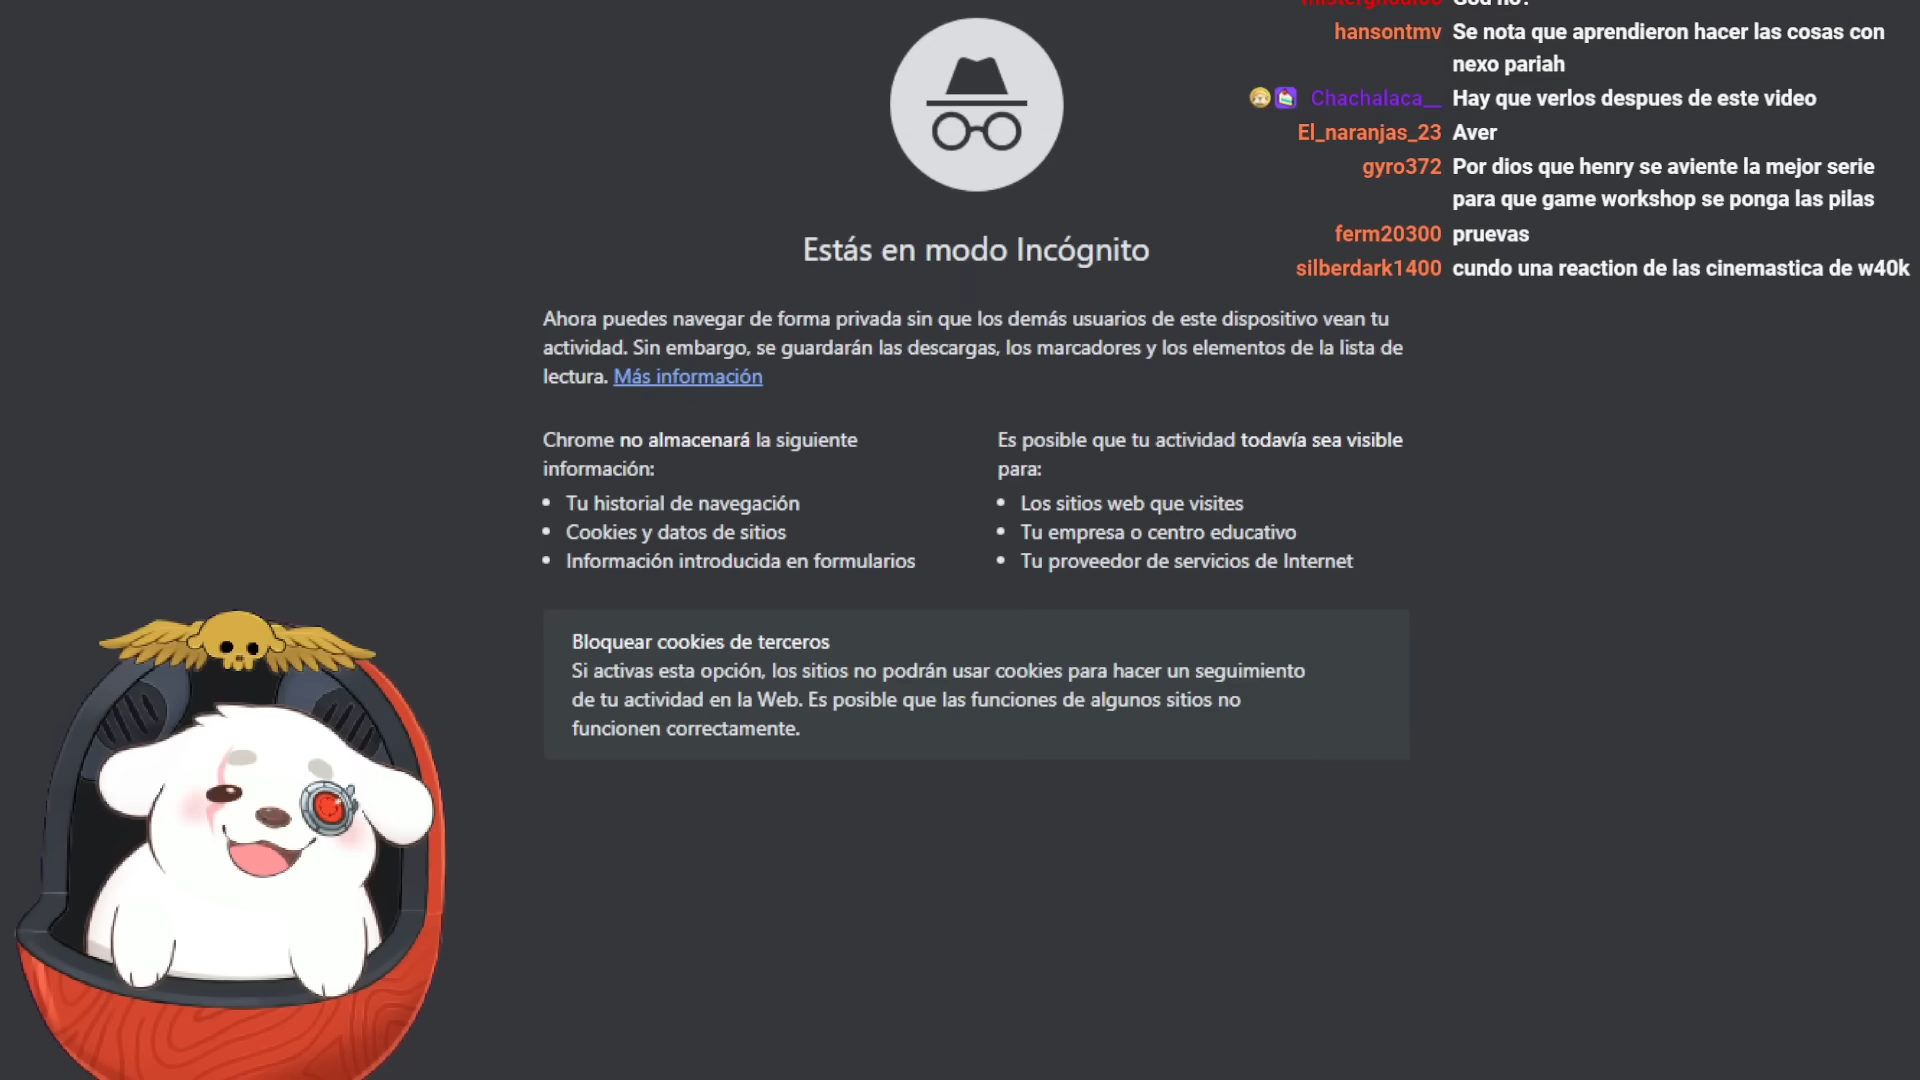 hansontmv Se nota que aprendieron hacer las cosas con
nexo pariah
Chachalaca__ Hay que verlos despues de este video
El_naranjas_23 Aver
gyro372 Por dios que henry se aviente la mejor serie
para que game workshop se ponga las pilas
ferm20300 pruevas
silberdark1400 cundo una reaction de las cinemastica de w40k
Estás en modo Incógnito
Ahora puedes navegar de forma privada sin que los demás usuarios de este dispositivo vean tu
actividad. Sin embargo, se guardarán las descargas, los marcadores y los elementos de la lista de
lectura. Más información
Chrome no almacenará la siguiente
información:
Tu historial de navegación
Cookies y datos de sitios
Información introducida en formularios
Es posible que tu actividad todavía sea visible
para:
Los sitios web que visites
Tu empresa o centro educativo
Tu proveedor de servicios de Internet
Bloquear cookies de terceros
Si activas esta opción, los sitios no podrán usar cookies para hacer un seguimiento
de tu actividad en la Web. Es posible que las funciones de algunos sitios no
funcionen correctamente.